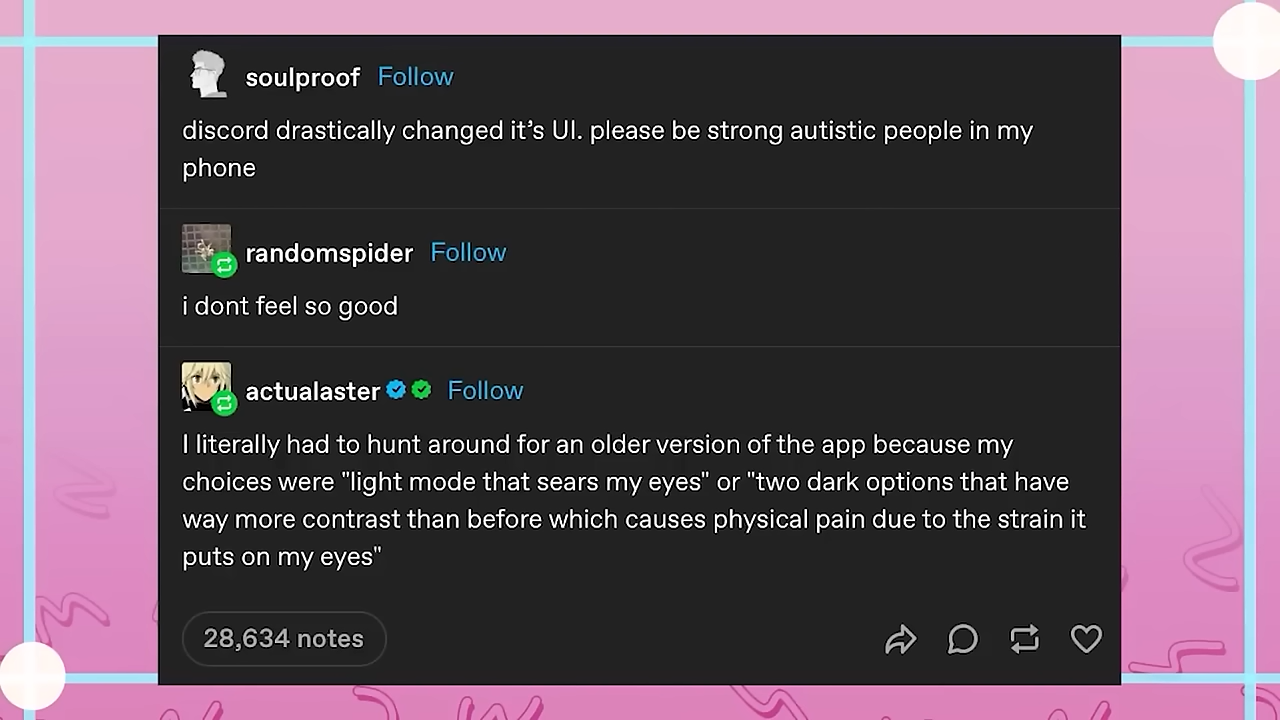 soulproof Follow
discord drastically changed it’s UI. please be strong autistic people in my
phone
randomspider Follow
i dont feel so good
actualaster Follow
I literally had to hunt around for an older version of the app because my
choices were "light mode that sears my eyes" or "two dark options that have
way more contrast than before which causes physical pain due to the strain it
puts on my eyes"
28,634 notes